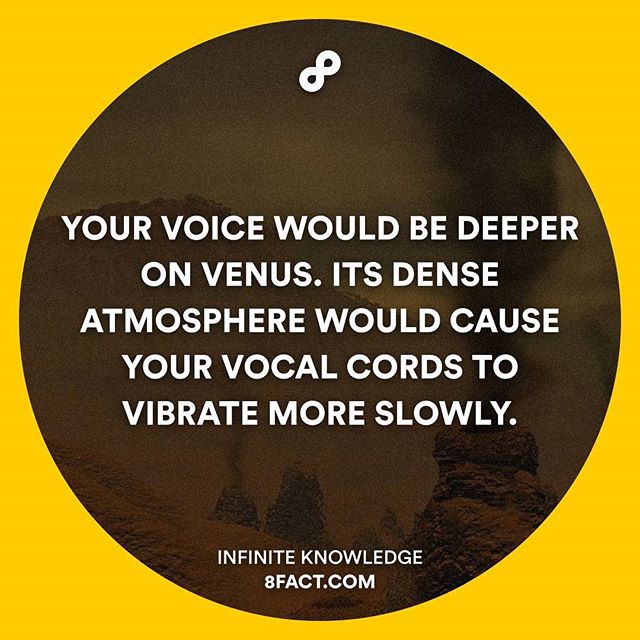 YOUR VOICE WOULD BE DEEPER
ON VENUS. ITS DENSE
ATMOSPHERE WOULD CAUSE
YOUR VOCAL CORDS TO
VIBRATE MORE SLOWLY.
INFINITE KNOWLEDGE
8FACT.COM